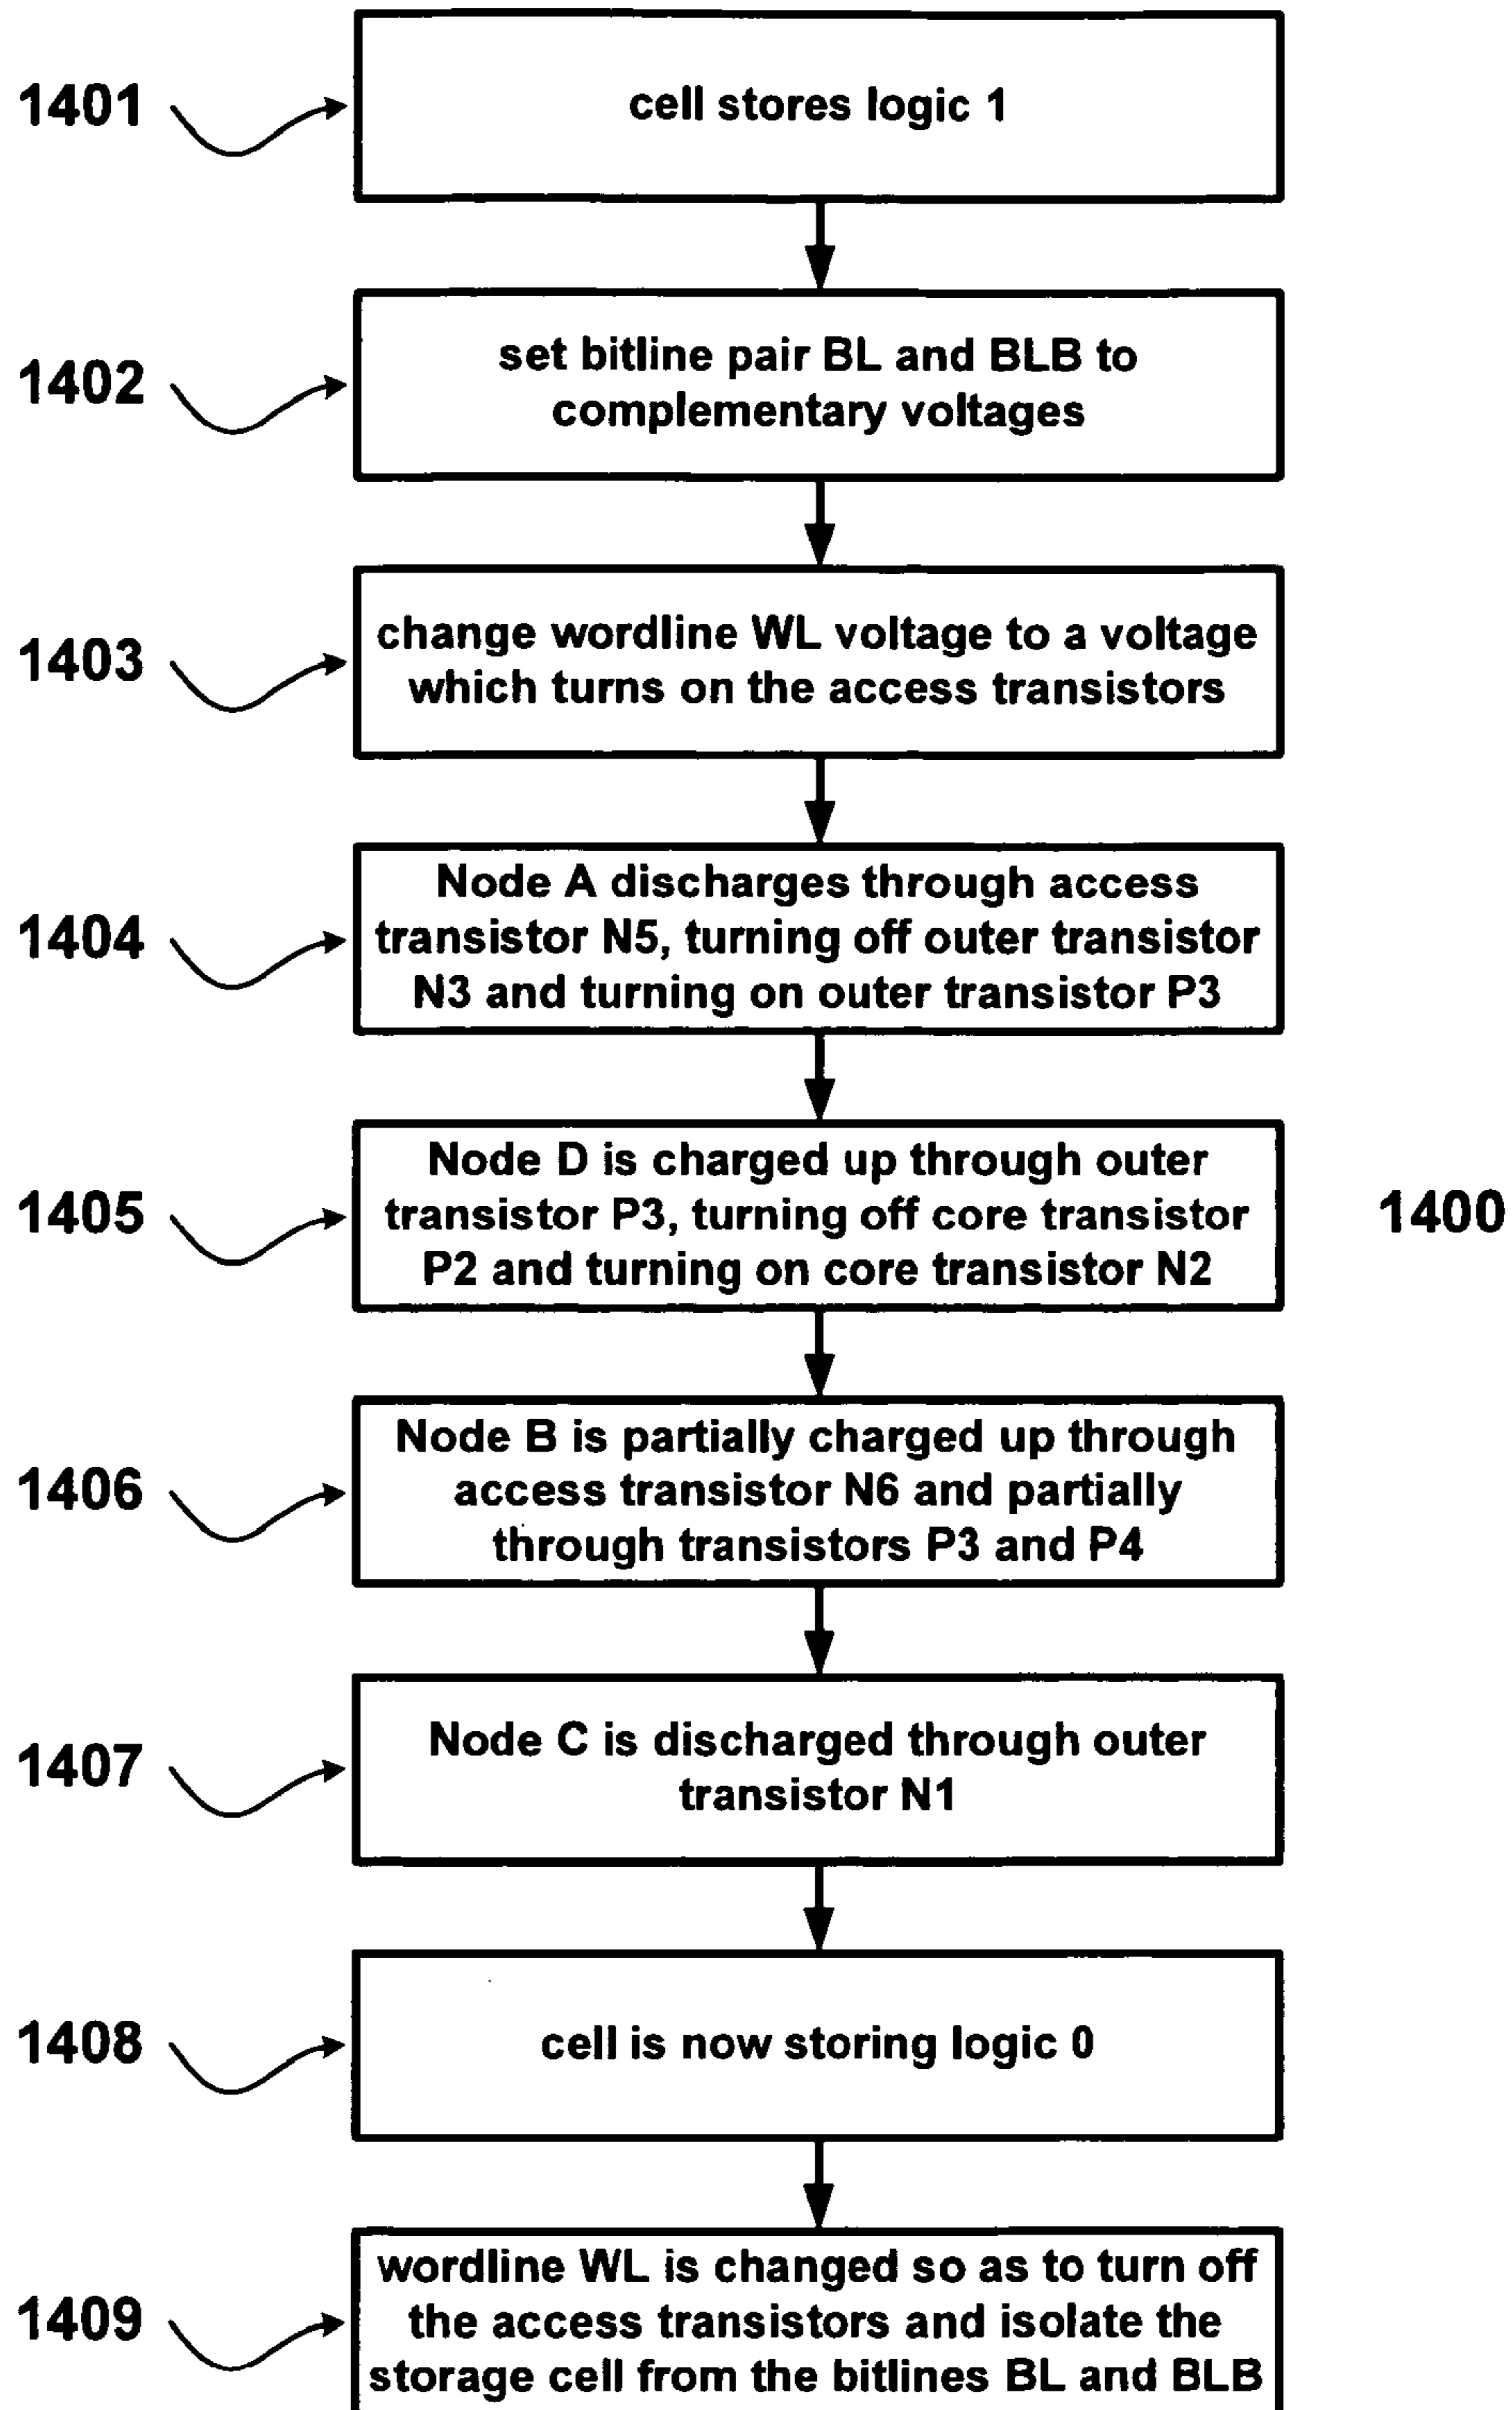 1401
cell stores logic 1
1402
set bitline pair BL and BLB to
complementary voltages
1403
change wordline WL voltage to a voltage
which turns on the access transistors
1404
Node A discharges through access
transistor N5, turning off outer transistor
N3 and turning on outer transistor P3
1405
Node D is charged up through outer
transistor P3, turning off core transistor
P2 and turning on core transistor N2
1400
1406
Node B is partially charged up through
access transistor N6 and partially
through transistors P3 and P4
1407
Node C is discharged through outer
transistor N1
1408
cell is now storing logic 0
1409
wordline WL is changed so as to turn off
the access transistors and isolate the
storage cell from the bitlines BL and BLB